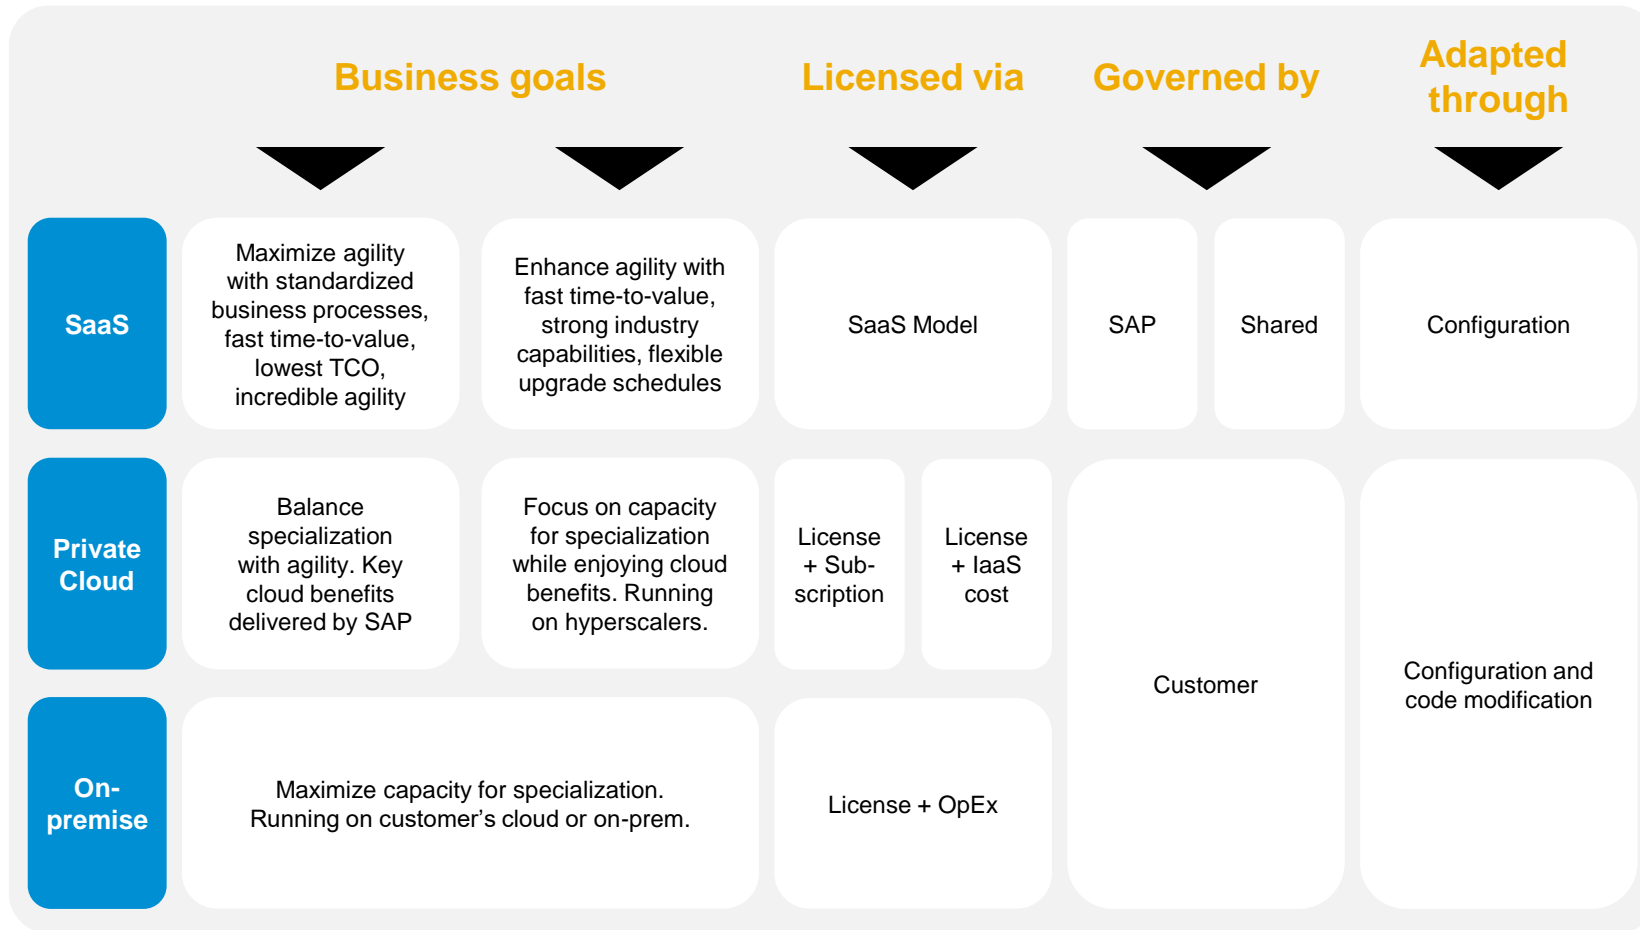 Business goals
Licensed via
Governed by
Adapted
through
SaaS
Maximize agility
with standardized
business processes,
fast time-to-value,
lowest TCO,
incredible agility
Enhance agility with
fast time-to-value,
strong industry
capabilities, flexible
upgrade schedules
SaaS Model
SAP
Shared
Configuration
Private
Cloud
Balance
specialization
with agility. Key
cloud benefits
delivered by SAP
Focus on capacity
for specialization
while enjoying cloud
benefits. Running
on hyperscalers.
License
+ Sub-
scription
License
+ IaaS
cost
Customer
Configuration and
code modification
On-
premise
Maximize capacity for specialization.
Running on customer’s cloud or on-prem.
License + OpEx